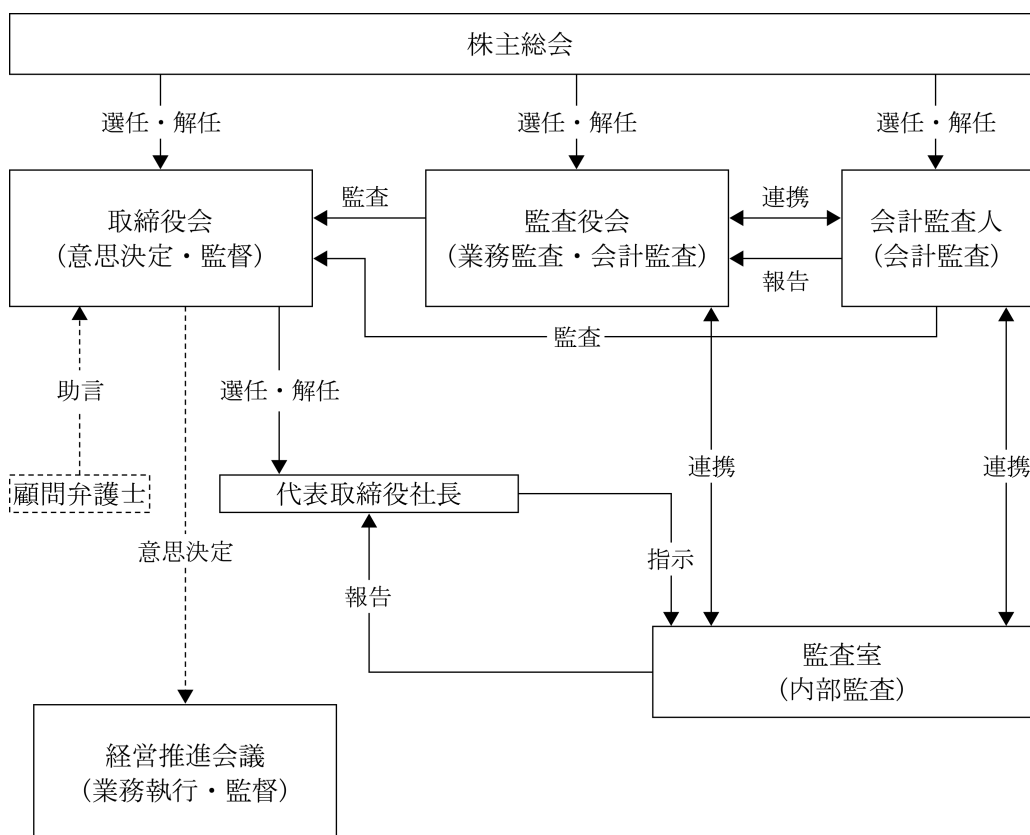 株主総会
選任・解任
選任・解任
選任・解任
取締役会
(意思決定・監督)
監査
監査役会
(業務監査・会計監査)
連携
報告
会計監査人
(会計監査)
監査
助言
選任・解任
顧問弁護士
代表取締役社長
連携
連携
意思決定
指示
報告
監査室
(内部監査)
経営推進会議
(業務執行・監督)